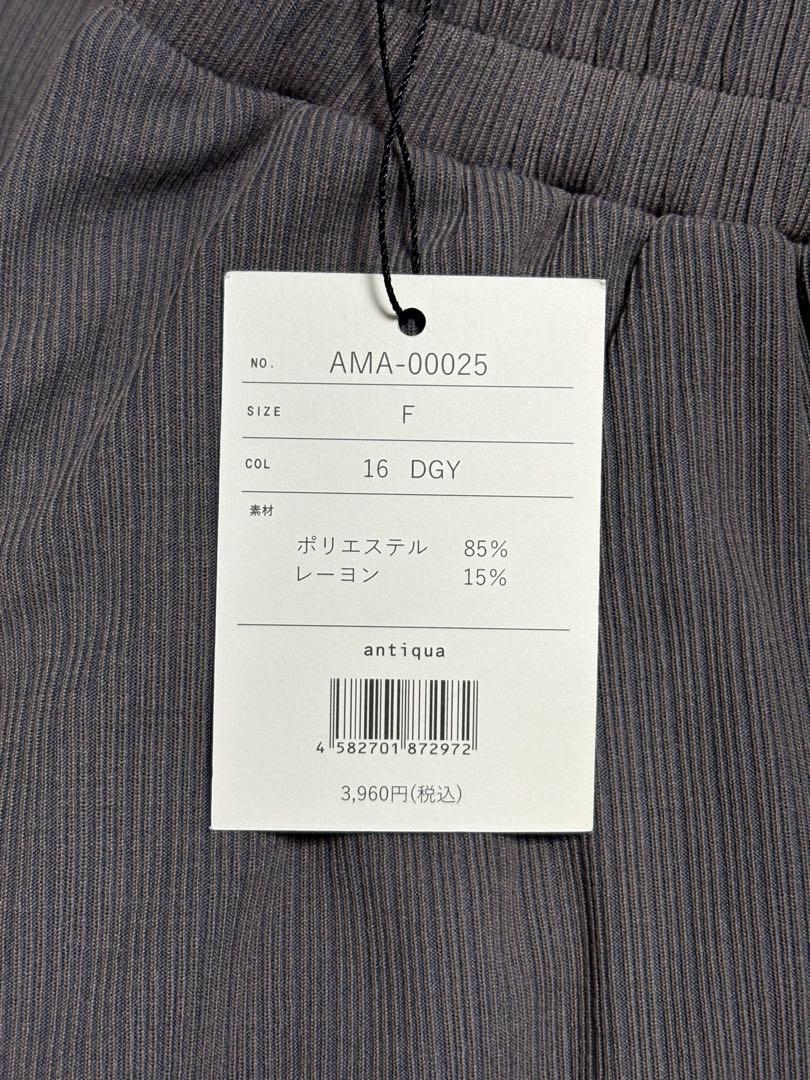 NO. AMA-00025
SIZE F
COL 16 DGY
素材
ポリエステル 85%
レーヨン 15%
antiqua
4 582701 872972
3,960円(税込)